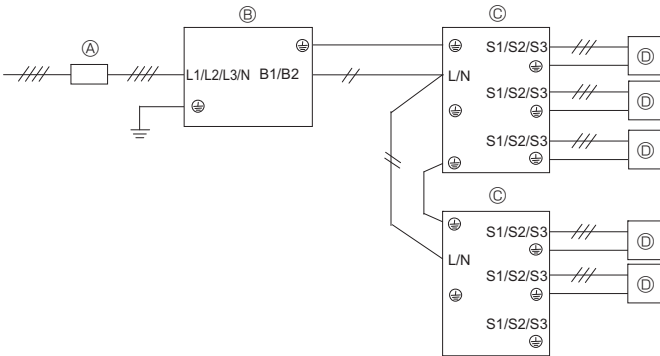 Ⓐ
Ⓑ
Ⓒ
L1/L2/L3/N B1/B2
L/N
S1/S2/S3
Ⓓ
S1/S2/S3
Ⓓ
S1/S2/S3
Ⓓ
Ⓒ
L/N
S1/S2/S3
Ⓓ
S1/S2/S3
Ⓓ
S1/S2/S3